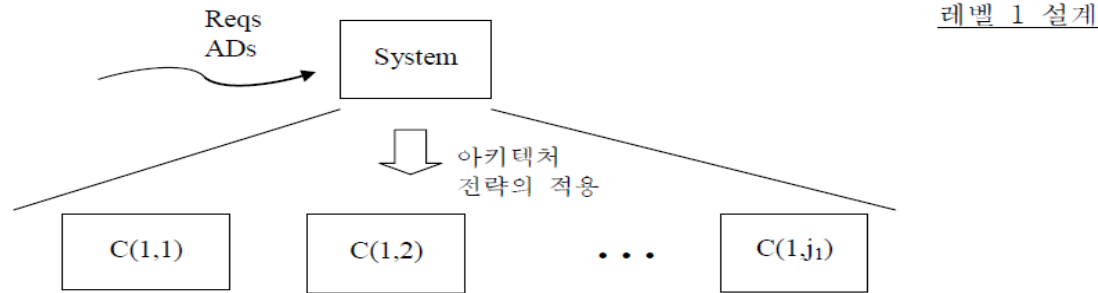 레벨 1 설계
Reqs
ADs
System
아키텍처
전략의 적용
C(1,1)
C(1,2)
• • •
C(1,j₁)